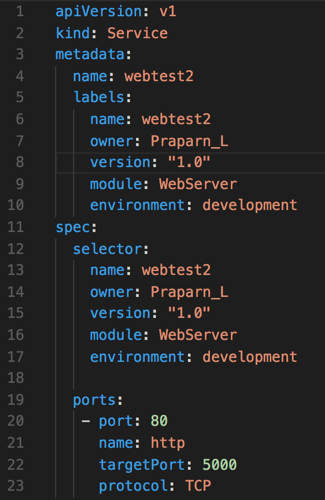 1 apiVersion: v1
2 kind: Service
3 metadata:
4   name: webtest2
5   labels:
6     name: webtest2
7     owner: Praparn_L
8     version: "1.0"
9     module: WebServer
10     environment: development
11 spec:
12   selector:
13     name: webtest2
14     owner: Praparn_L
15     version: "1.0"
16     module: WebServer
17     environment: development
18
19   ports:
20    - port: 80
21      name: http
22      targetPort: 5000
23      protocol: TCP